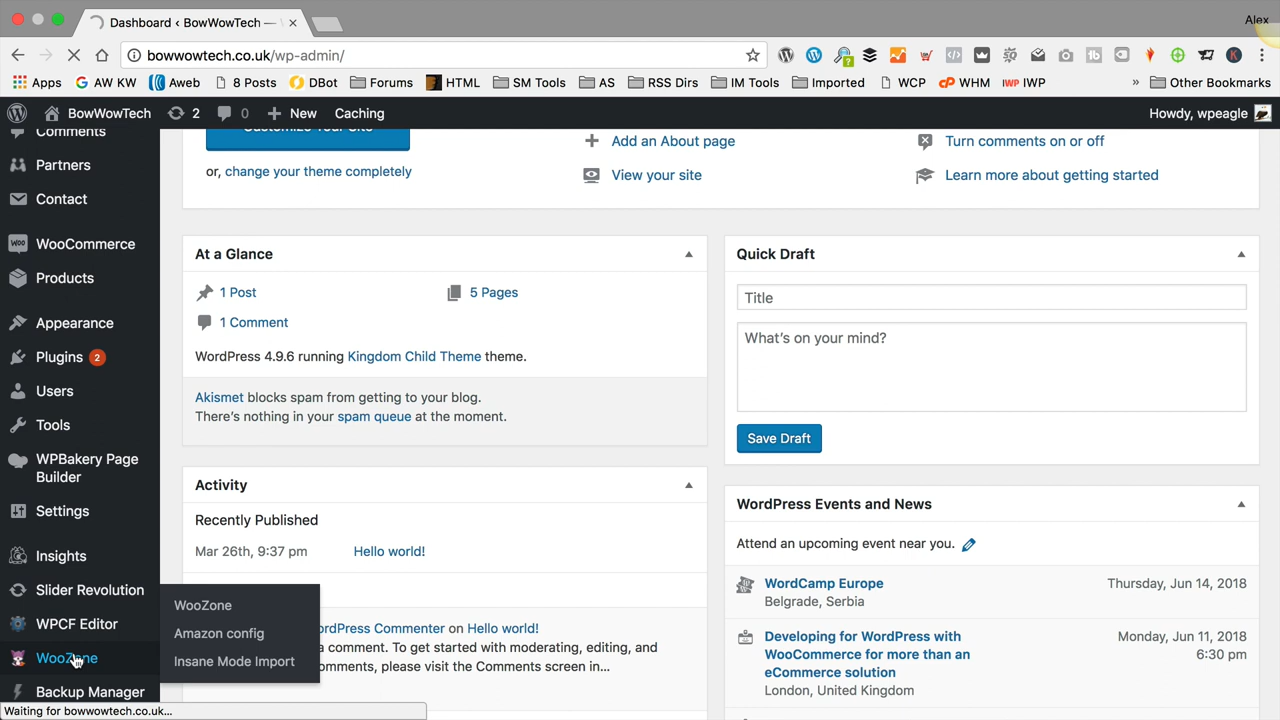 Dashboard ‹ BowWowTech —
Alex
bowwowtech.co.uk/wp-admin/
Apps
AW KW
Aweb
8 Posts
DBot
Forums
HTML
SM Tools
AS
RSS Dirs
IM Tools
Imported
WCP
WHM
IWP IWP
»
Other Bookmarks
BowWowTech
2
0
New
Caching
Howdy, wpeagle
Comments
Partners
Contact
WooCommerce
Products
Appearance
Plugins 2
Users
Tools
WPBakery Page
Builder
Settings
Insights
Slider Revolution
WPCF Editor
WooZone
Backup Manager
WooZone
Amazon config
Insane Mode Import
Customize Your Site
or, change your theme completely
Add an About page
View your site
Turn comments on or off
Learn more about getting started
At a Glance
1 Post
5 Pages
1 Comment
WordPress 4.9.6 running Kingdom Child Theme theme.
Akismet blocks spam from getting to your blog.
There's nothing in your spam queue at the moment.
Activity
Recently Published
Mar 26th, 9:37 pm
Hello world!
rdPress Commenter on Hello world!
a comment. To get started with moderating, editing, and
omments, please visit the Comments screen in...
Quick Draft
Title
What's on your mind?
Save Draft
WordPress Events and News
Attend an upcoming event near you.
WordCamp Europe
Belgrade, Serbia
Thursday, Jun 14, 2018
Developing for WordPress with
WooCommerce for more than an
eCommerce solution
London, United Kingdom
Monday, Jun 11, 2018
6:30 pm
Waiting for bowwowtech.co.uk...